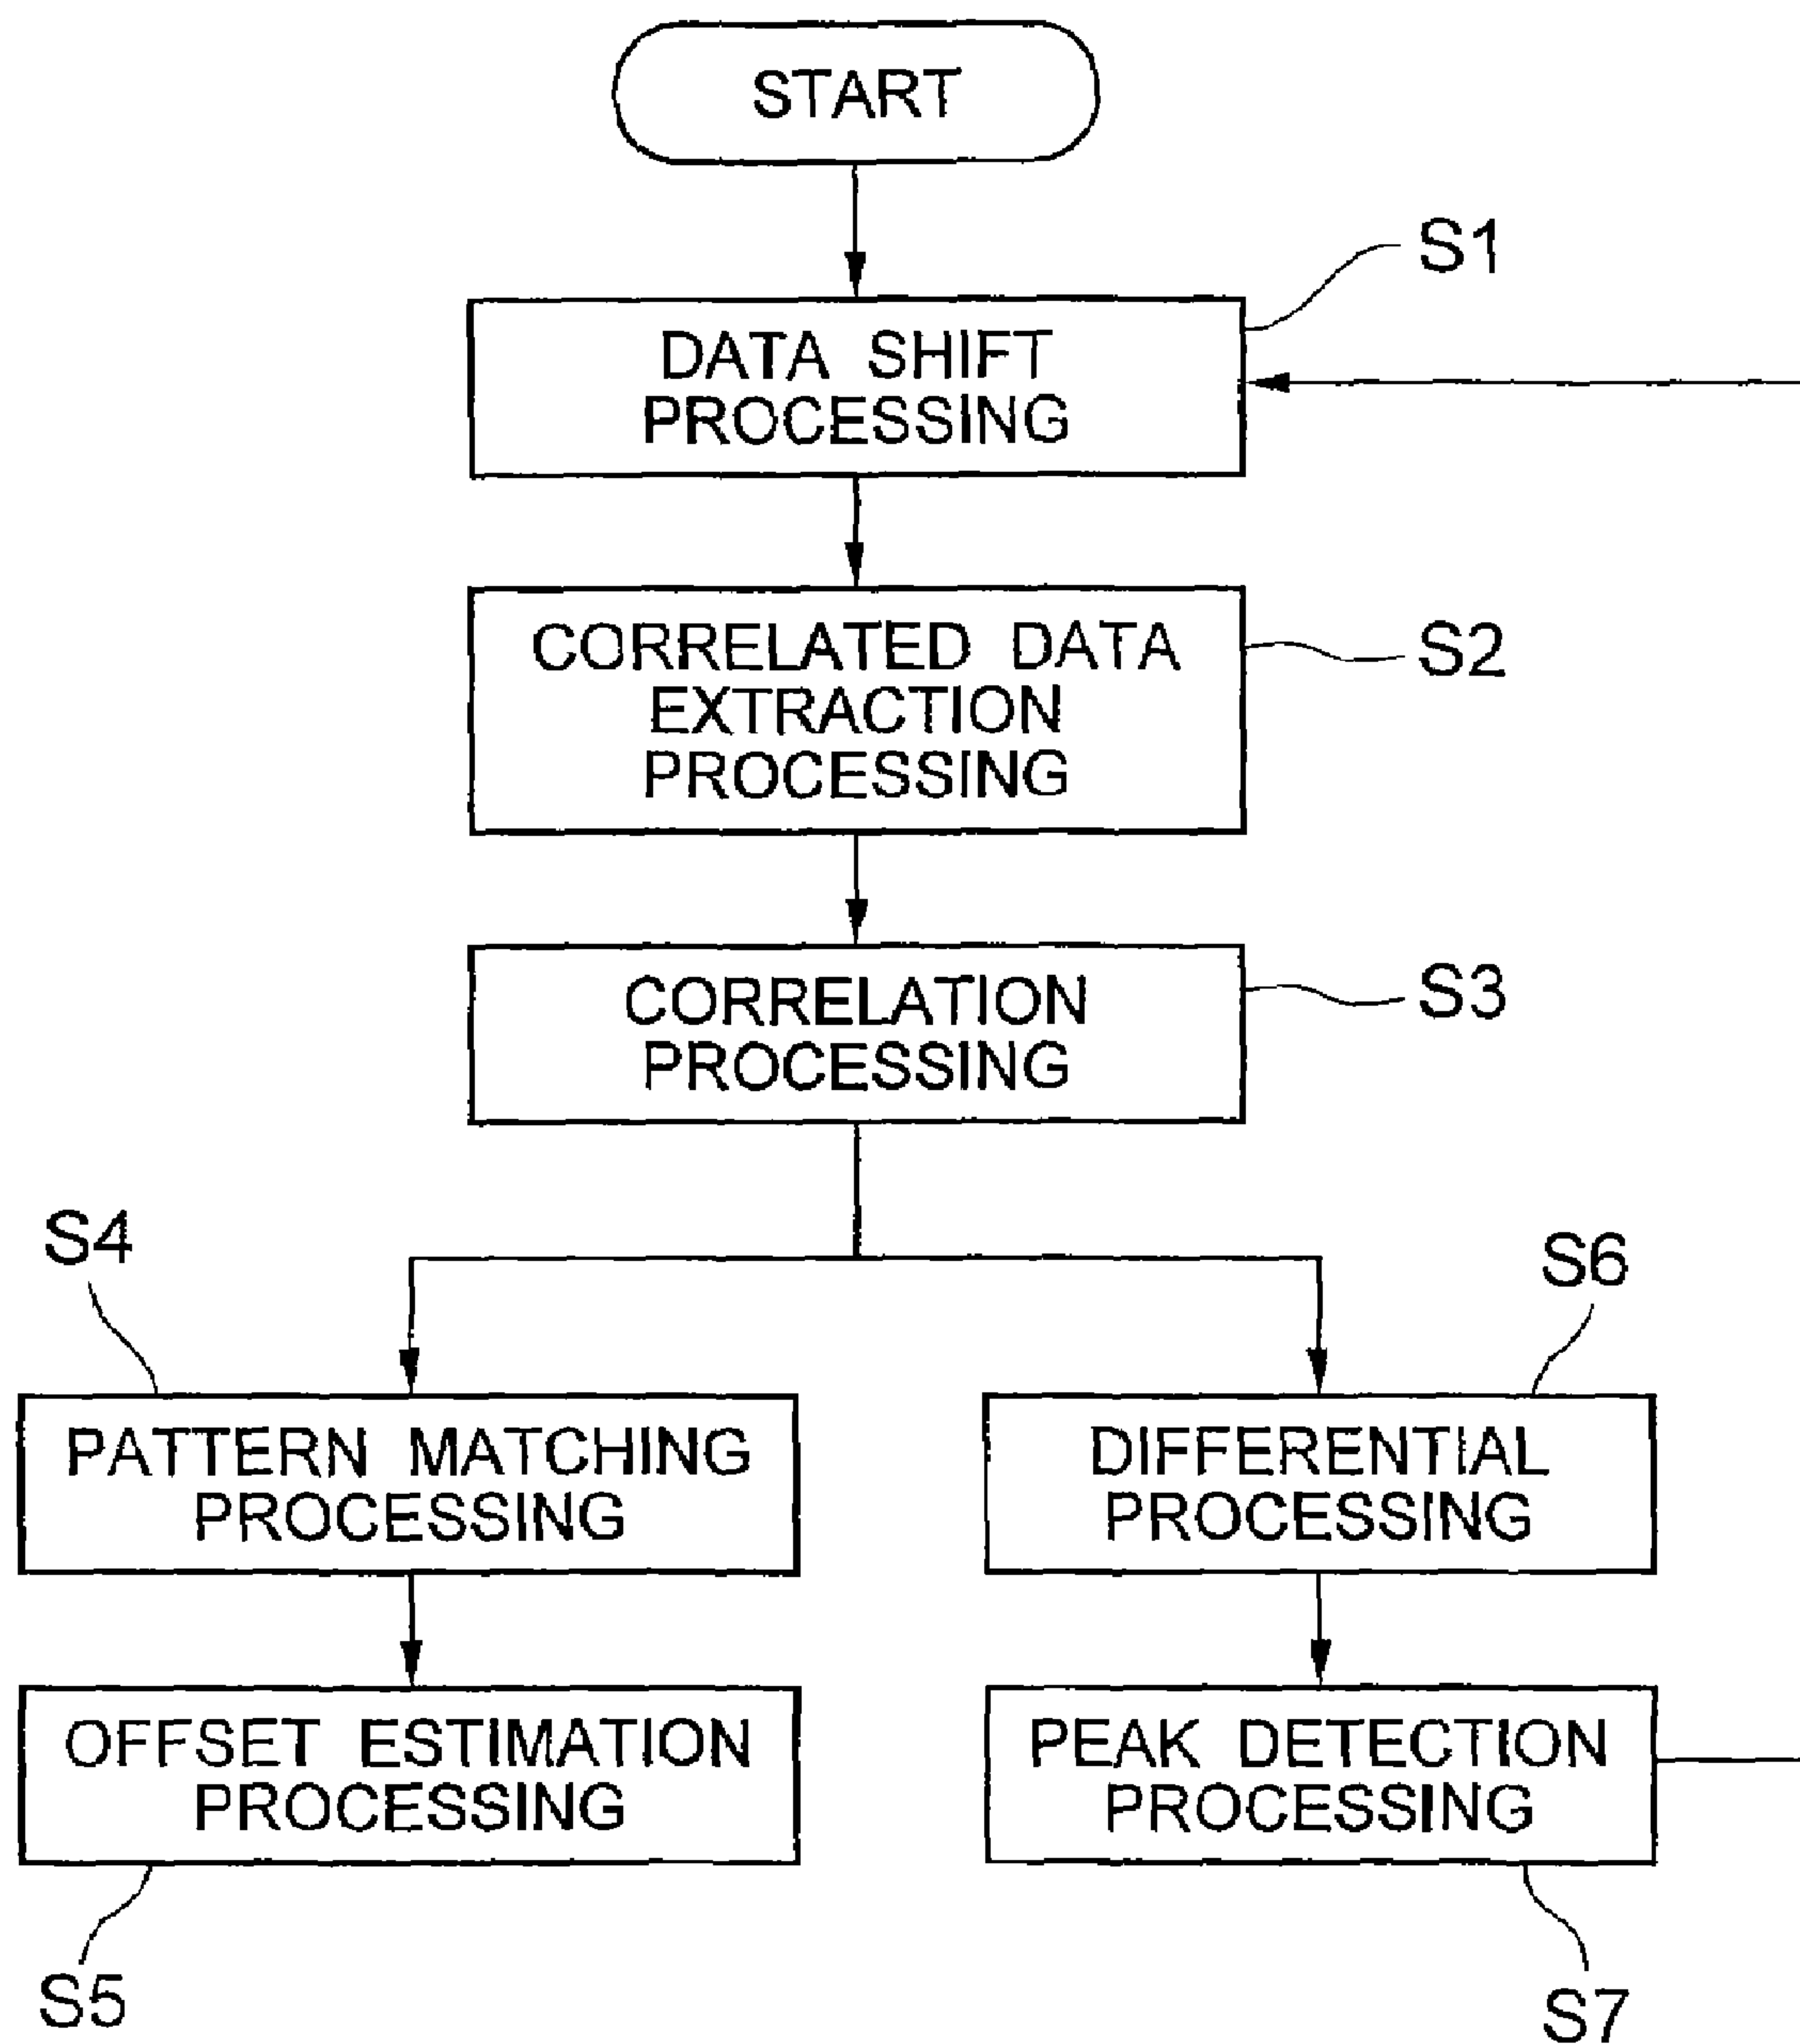 START
S1
DATA SHIFT
PROCESSING
CORRELATED DATA
EXTRACTION
PROCESSING
S2
CORRELATION
PROCESSING
S3
S4
PATTERN MATCHING
PROCESSING
S6
DIFFERENTIAL
PROCESSING
OFFSET ESTIMATION
PROCESSING
S5
PEAK DETECTION
PROCESSING
S7